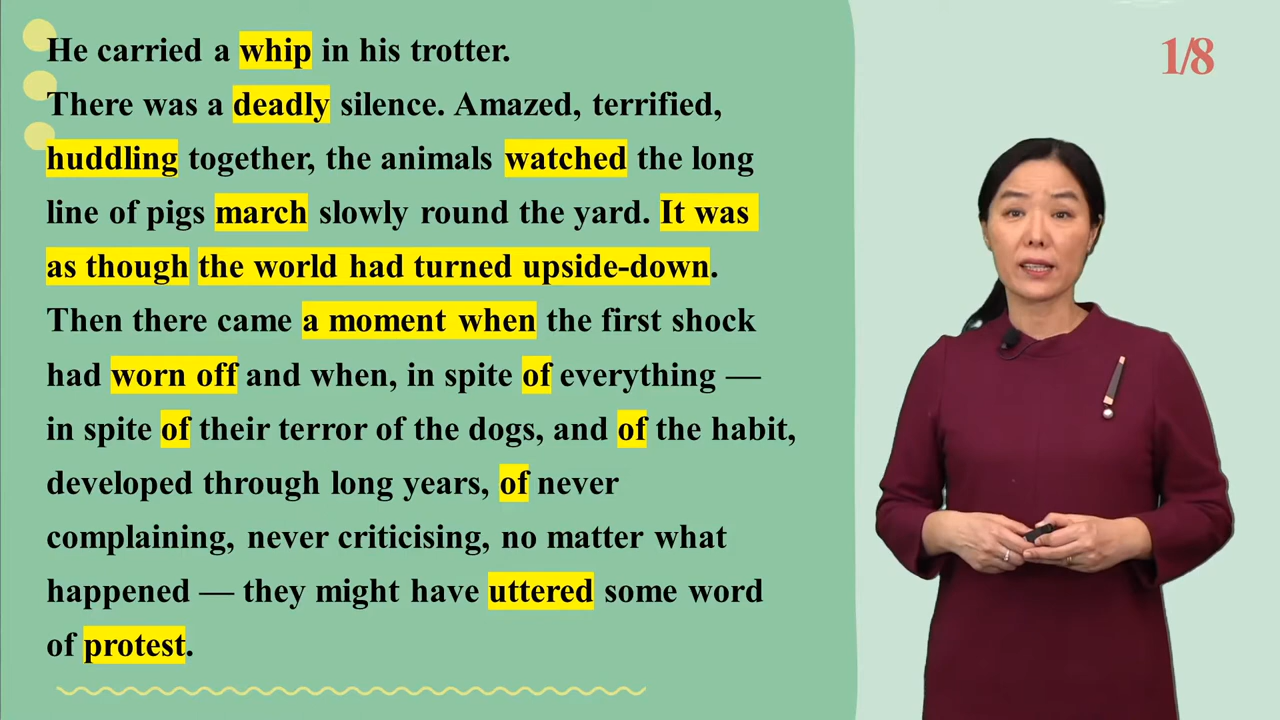 He carried a whip in his trotter.
There was a deadly silence. Amazed, terrified,
huddling together, the animals watched the long
line of pigs march slowly round the yard. It was
as though the world had turned upside-down.
Then there came a moment when the first shock
had worn off and when, in spite of everything —
in spite of their terror of the dogs, and of the habit,
developed through long years, of never
complaining, never criticising, no matter what
happened — they might have uttered some word
of protest.
1/8